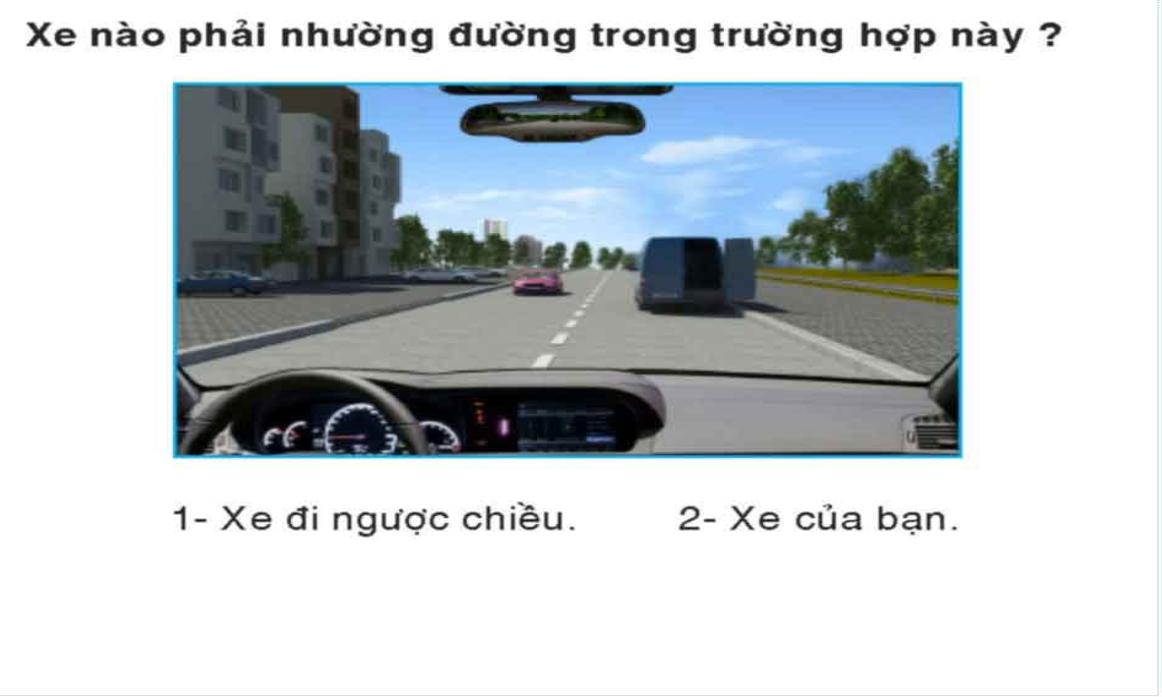 Xe nào phải nhường đường trong trường hợp này ?
1- Xe đi ngược chiều. 2- Xe của bạn.